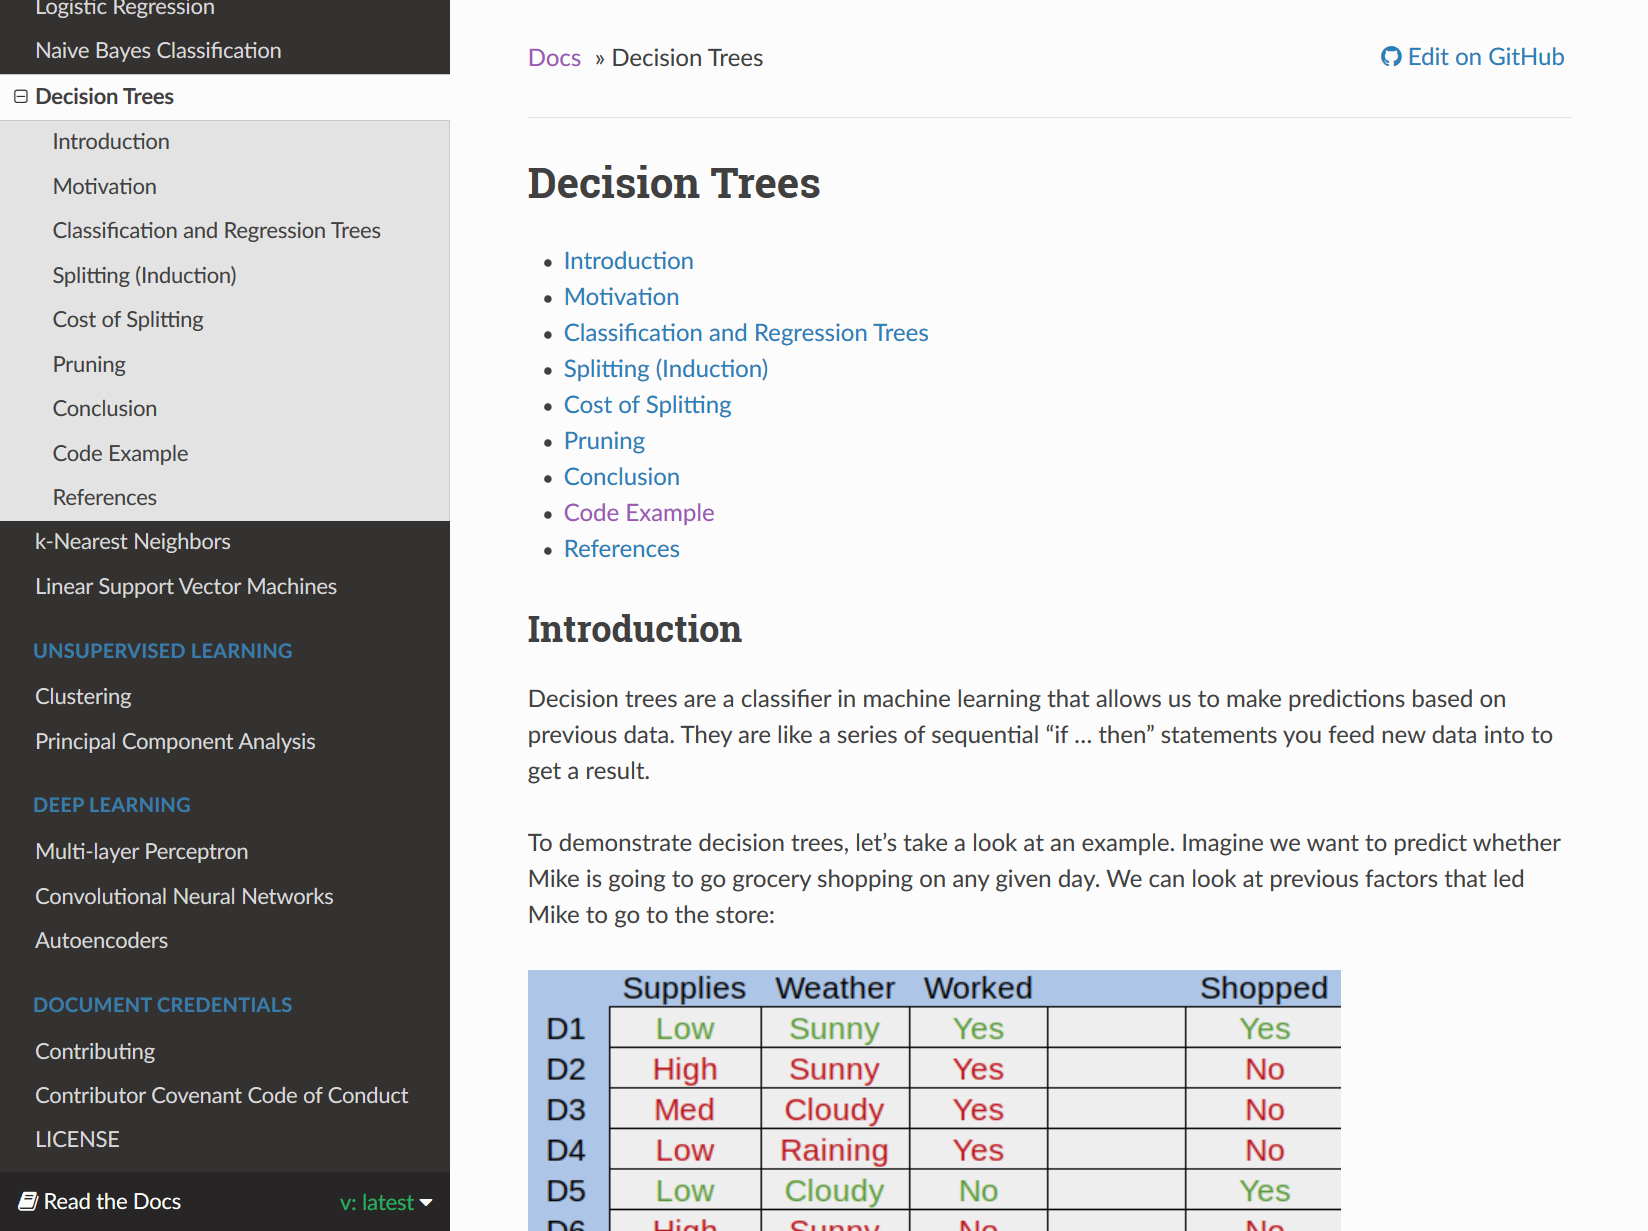 Logistic Regression
Naive Bayes Classification
Decision Trees
Introduction
Motivation
Classification and Regression Trees
Splitting (Induction)
Cost of Splitting
Pruning
Conclusion
Code Example
References
k-Nearest Neighbors
Linear Support Vector Machines
UNSUPERVISED LEARNING
Clustering
Principal Component Analysis
DEEP LEARNING
Multi-layer Perceptron
Convolutional Neural Networks
Autoencoders
DOCUMENT CREDENTIALS
Contributing
Contributor Covenant Code of Conduct
LICENSE
Read the Docs v: latest
Docs » Decision Trees Edit on GitHub
Decision Trees
Introduction
Motivation
Classification and Regression Trees
Splitting (Induction)
Cost of Splitting
Pruning
Conclusion
Code Example
References
Introduction
Decision trees are a classifier in machine learning that allows us to make predictions based on
previous data. They are like a series of sequential “if … then” statements you feed new data into to
get a result.
To demonstrate decision trees, let’s take a look at an example. Imagine we want to predict whether
Mike is going to go grocery shopping on any given day. We can look at previous factors that led
Mike to go to the store:
Supplies Weather Worked Shopped
D1 Low Sunny Yes Yes
D2 High Sunny Yes No
D3 Med Cloudy Yes No
D4 Low Raining Yes No
D5 Low Cloudy No Yes
D6 High Sunny No No